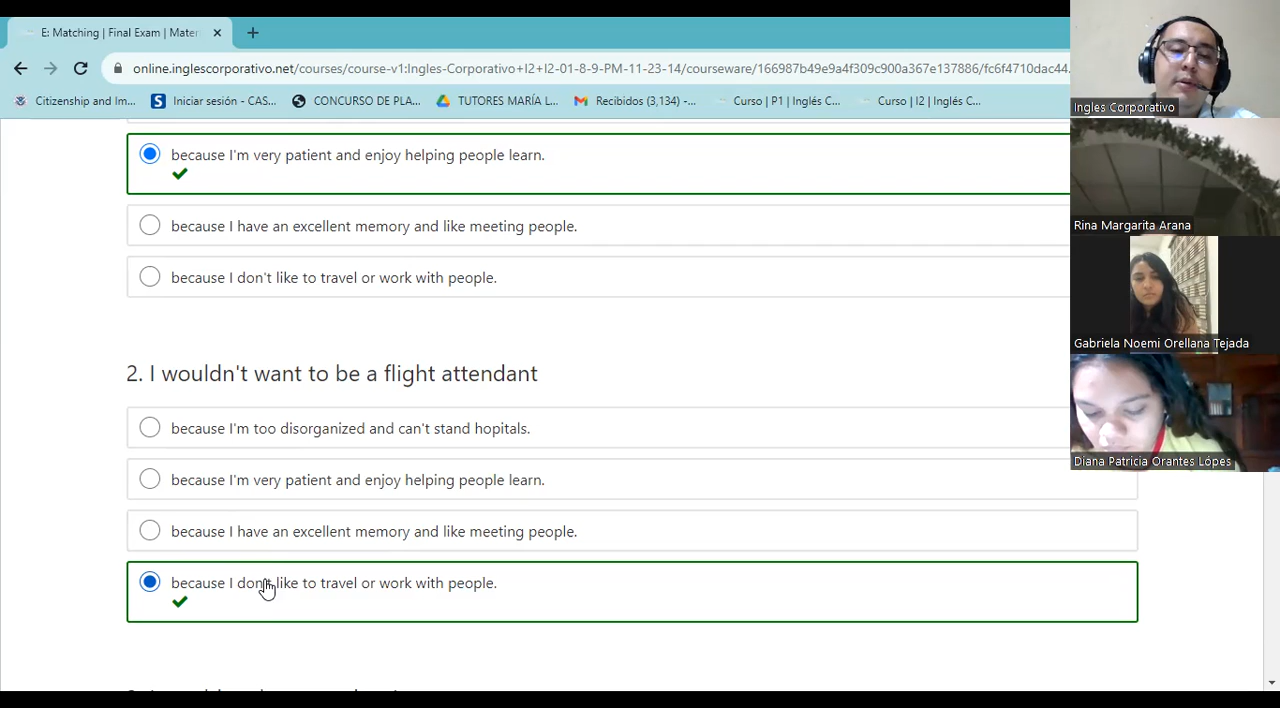 E: Matching | Final Exam | Mater
online.inglescorporativo.net/courses/course-v1:Ingles-Corporativo+I2+I2-01-8-9-PM-11-23-14/courseware/166987b49e9a4f309c900a367e137886/fc6f4710dac44...
Citizenship and Im...
Iniciar sesión - CAS...
CONCURSO DE PLA...
TUTORES MARÍA L...
Recibidos (3,134) -...
Curso | P1 | Inglés C...
Curso | I2 | Inglés C...
because I'm very patient and enjoy helping people learn.
because I have an excellent memory and like meeting people.
because I don't like to travel or work with people.
2. I wouldn't want to be a flight attendant
because I'm too disorganized and can't stand hopitals.
because I'm very patient and enjoy helping people learn.
because I have an excellent memory and like meeting people.
because I don't like to travel or work with people.
Ingles Corporativo
Rina Margarita Arana
Gabriela Noemi Orellana Tejada
Diana Patricia Orantes Lópes